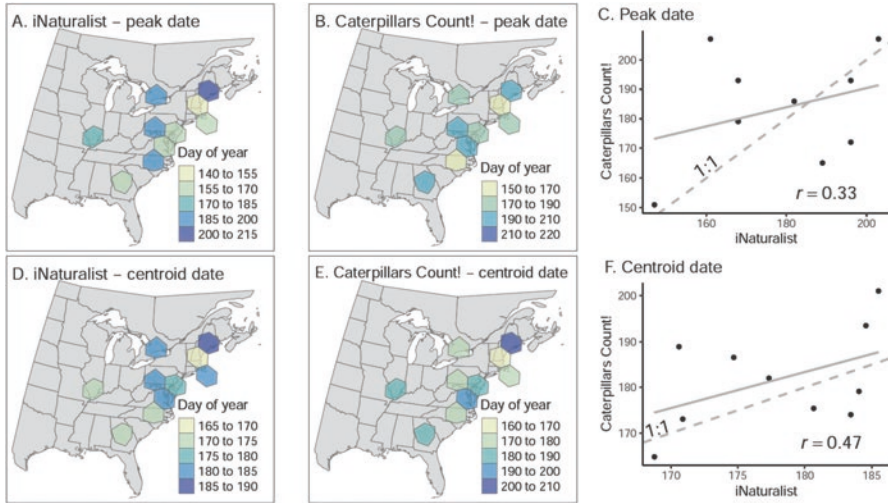 A. iNaturalist – peak date
Day of year
140 to 155
155 to 170
170 to 185
185 to 200
200 to 215
B. Caterpillars Count! – peak date
Day of year
150 to 170
170 to 190
190 to 210
210 to 220
C. Peak date
Caterpillars Count!
210
200
190
180
170
160
150
1:1
r = 0.33
160
180
200
iNaturalist
D. iNaturalist – centroid date
Day of year
165 to 170
170 to 175
175 to 180
180 to 185
185 to 190
E. Caterpillars Count! – centroid date
Day of year
160 to 170
170 to 180
180 to 190
190 to 200
200 to 210
F. Centroid date
Caterpillars Count!
200
190
180
170
1:1
r = 0.47
170
175
180
185
iNaturalist